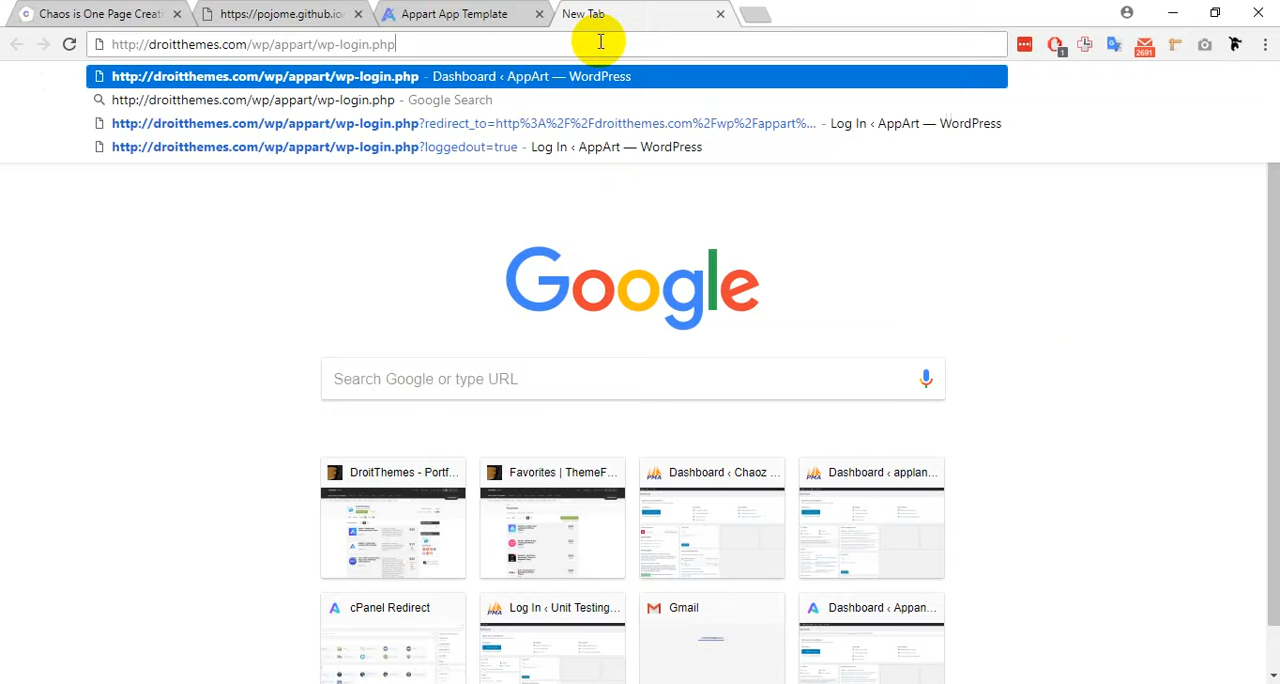 Chaos is One Page Creati
https://pojome.github.io
Appart App Template
New Tab
http://droitthemes.com/wp/appart/wp-login.php
1
2691
http://droitthemes.com/wp/appart/wp-login.php - Dashboard ‹ AppArt — WordPress
http://droitthemes.com/wp/appart/wp-login.php - Google Search
http://droitthemes.com/wp/appart/wp-login.php?redirect_to=http%3A%2F%2Fdroitthemes.com%2Fwp%2Fappart%... - Log In ‹ AppArt — WordPress
http://droitthemes.com/wp/appart/wp-login.php?loggedout=true - Log In ‹ AppArt — WordPress
Google
Search Google or type URL
DroitThemes - Portf...
Favorites | ThemeF...
Dashboard ‹ Chaoz ...
Dashboard ‹ applan...
cPanel Redirect
Log In ‹ Unit Testing...
Gmail
Dashboard ‹ Appan...